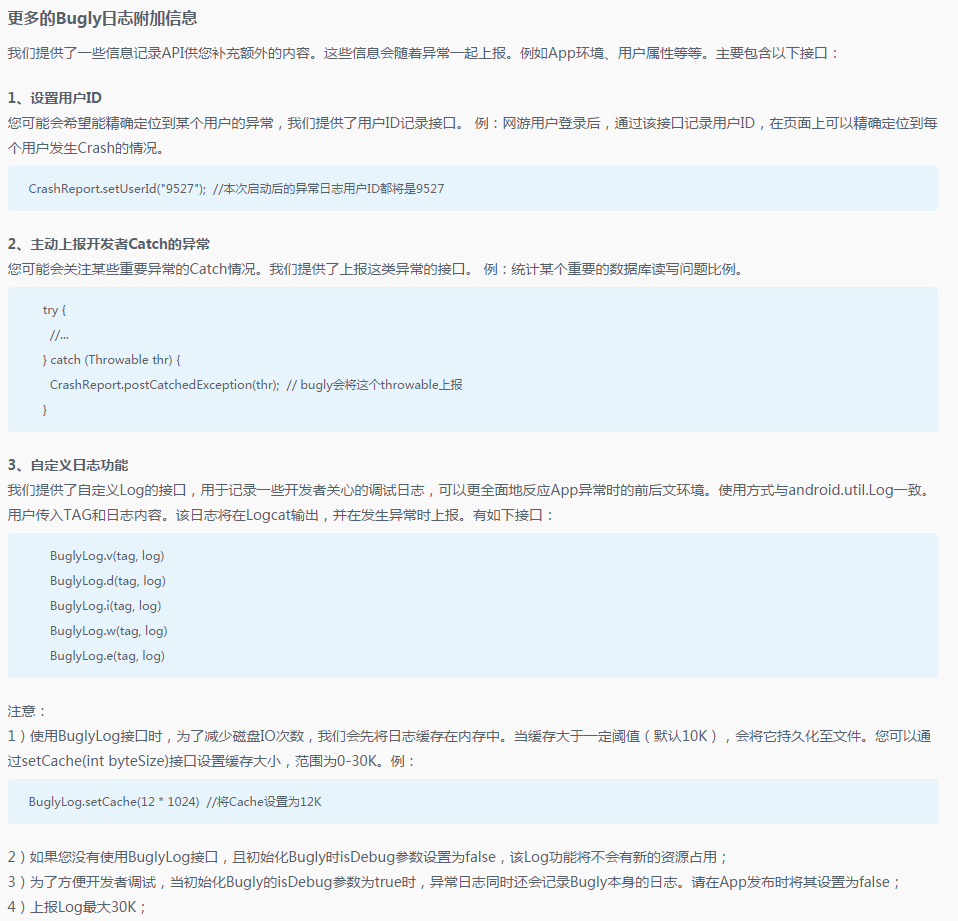 更多的Bugly日志附加信息
我们提供了一些信息记录API供您补充额外的内容。这些信息会随着异常一起上报。例如App环境、用户属性等等。主要包含以下接口：
1、设置用户ID
您可能会希望能精确定位到某个用户的异常，我们提供了用户ID记录接口。 例：网游用户登录后，通过该接口记录用户ID，在页面上可以精确定位到每
个用户发生Crash的情况。
CrashReport.setUserId("9527");  //本次启动后的异常日志用户ID都将是9527
2、主动上报开发者Catch的异常
您可能会关注某些重要异常的Catch情况。我们提供了上报这类异常的接口。 例：统计某个重要的数据库读写问题比例。
try {
//...
} catch (Throwable thr) {
CrashReport.postCatchedException(thr);  // bugly会将这个throwable上报
}
3、自定义日志功能
我们提供了自定义Log的接口，用于记录一些开发者关心的调试日志，可以更全面地反应App异常时的前后文环境。使用方式与android.util.Log一致。
用户传入TAG和日志内容。该日志将在Logcat输出，并在发生异常时上报。有如下接口：
BuglyLog.v(tag, log)
BuglyLog.d(tag, log)
BuglyLog.i(tag, log)
BuglyLog.w(tag, log)
BuglyLog.e(tag, log)
注意：
1）使用BuglyLog接口时，为了减少磁盘IO次数，我们会先将日志缓存在内存中。当缓存大于一定阈值（默认10K），会将它持久化至文件。您可以通
过setCache(int byteSize)接口设置缓存大小，范围为0-30K。例：
BuglyLog.setCache(12 * 1024)  //将Cache设置为12K
2）如果您没有使用BuglyLog接口，且初始化Bugly时isDebug参数设置为false，该Log功能将不会有新的资源占用；
3）为了方便开发者调试，当初始化Bugly的isDebug参数为true时，异常日志同时还会记录Bugly本身的日志。请在App发布时将其设置为false；
4）上报Log最大30K；